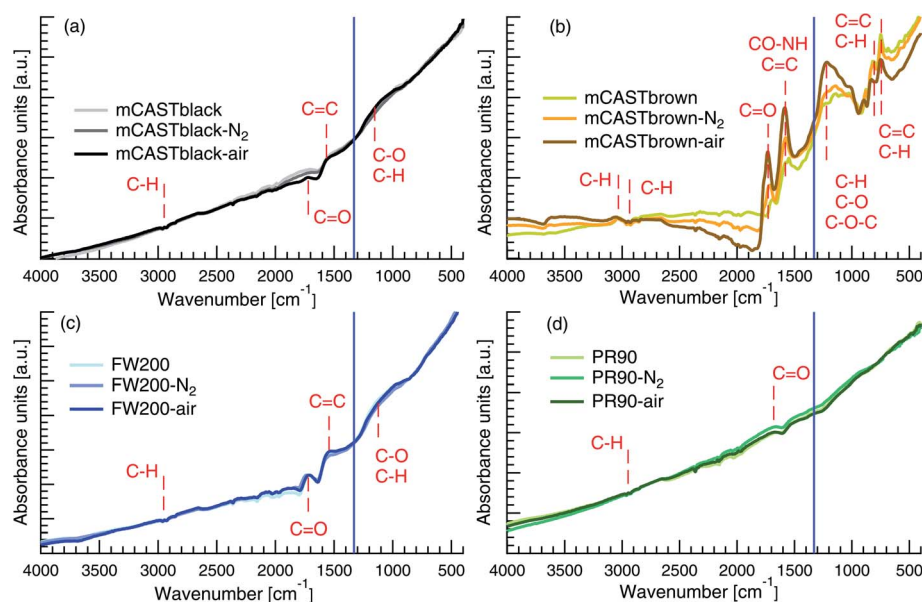 (a)
mCASTblack
mCASTblack-N2
mCASTblack-air
C=C
C-H
C-O
C-H
C=O
Absorbance units [a.u.]
4000 3500 3000 2500 2000 1500 1000 500
Wavenumber [cm-1]
(b)
CO-NH
C=C
C=C
C-H
C=O
mCASTbrown
mCASTbrown-N2
mCASTbrown-air
C=C
C-H
C-H
C-H
C-H
C-O
C-O-C
Absorbance units [a.u.]
4000 3500 3000 2500 2000 1500 1000 500
Wavenumber [cm-1]
(c)
FW200
FW200-N2
FW200-air
C=C
C-H
C-O
C-H
C=O
Absorbance units [a.u.]
4000 3500 3000 2500 2000 1500 1000 500
Wavenumber [cm-1]
(d)
PR90
PR90-N2
PR90-air
C=O
C-H
Absorbance units [a.u.]
4000 3500 3000 2500 2000 1500 1000 500
Wavenumber [cm-1]